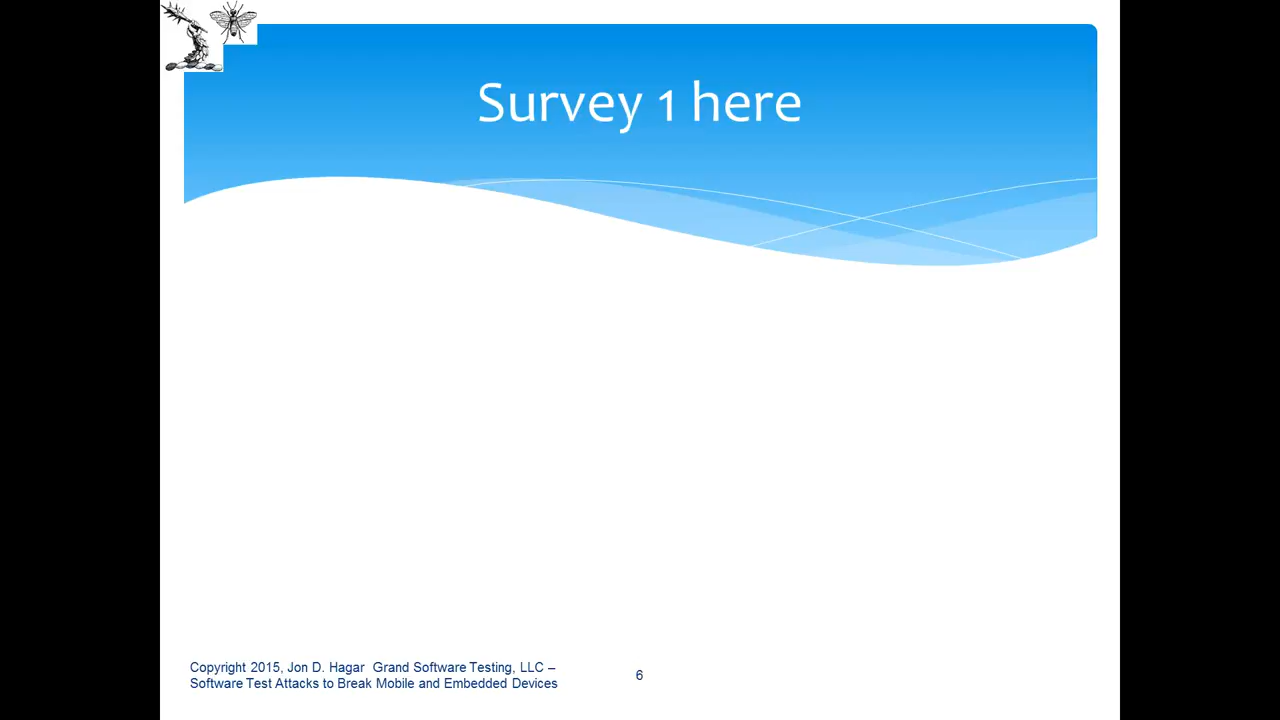 Survey 1 here
Copyright 2015, Jon D. Hagar  Grand Software Testing, LLC –
Software Test Attacks to Break Mobile and Embedded Devices
6